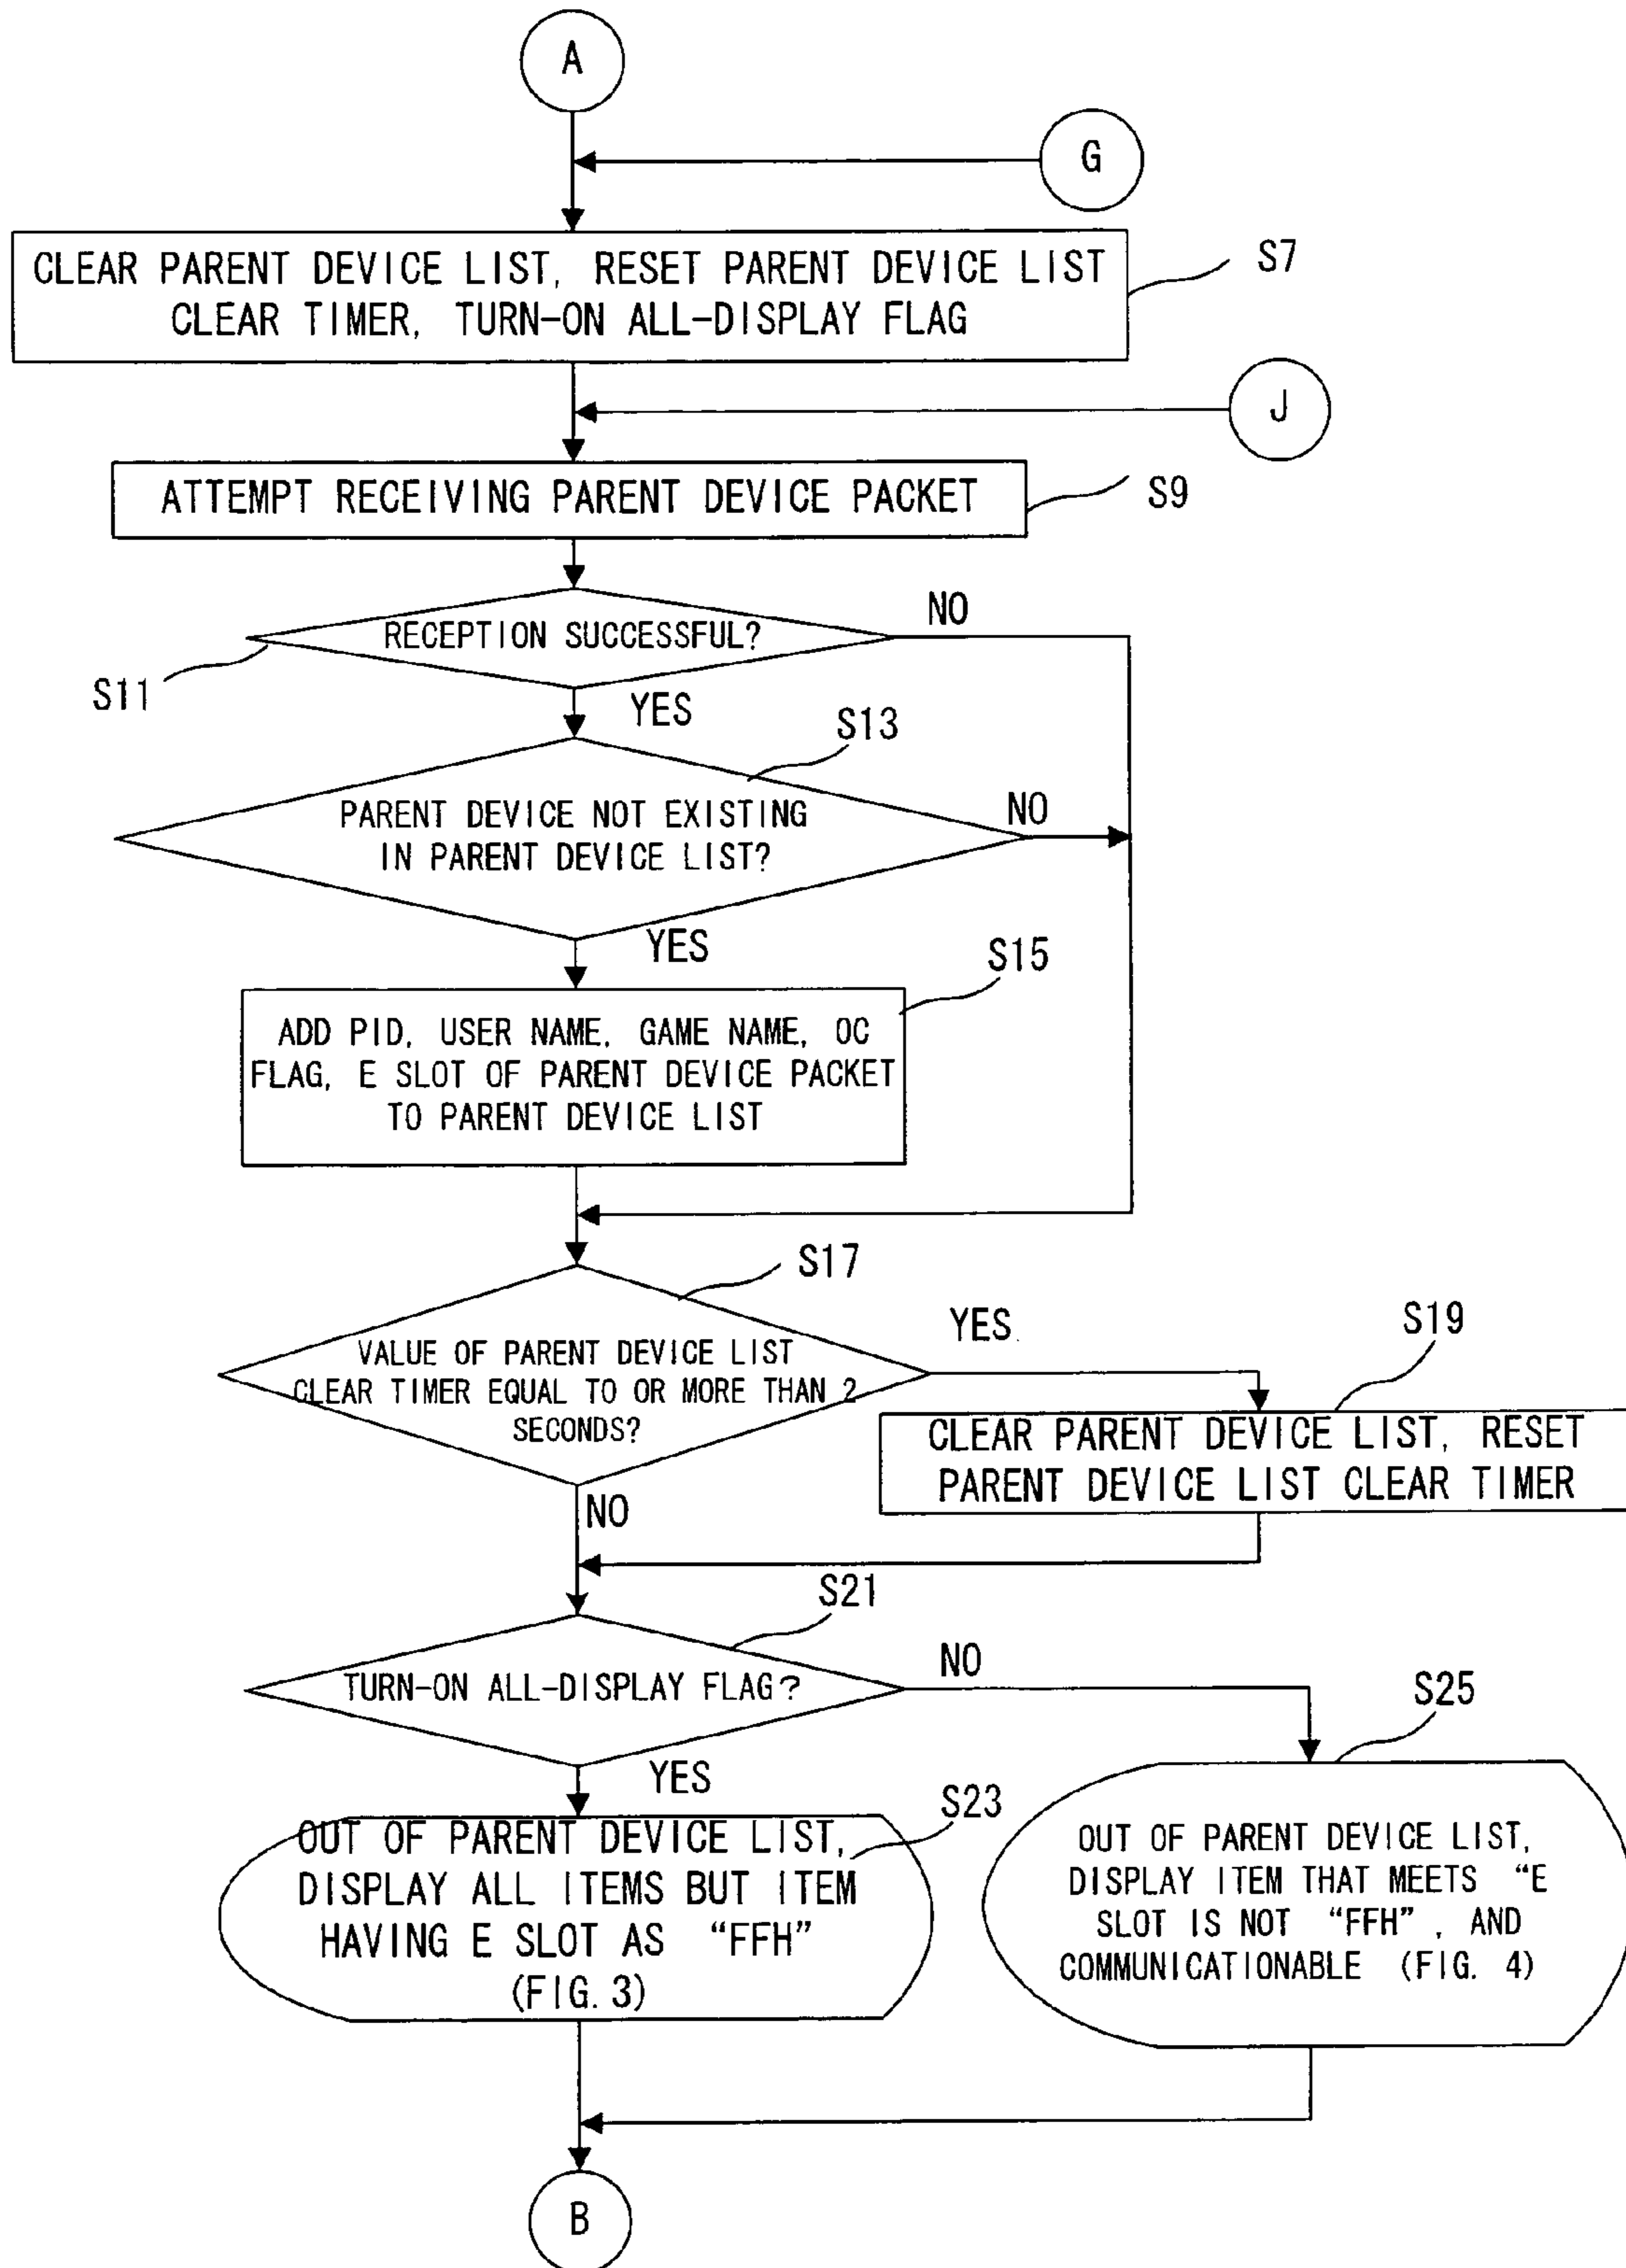 A
G
CLEAR PARENT DEVICE LIST, RESET PARENT DEVICE LIST
CLEAR TIMER, TURN-ON ALL-DISPLAY FLAG
S7
J
ATTEMPT RECEIVING PARENT DEVICE PACKET
S9
RECEPTION SUCCESSFUL?
NO
S11
YES
S13
PARENT DEVICE NOT EXISTING
IN PARENT DEVICE LIST?
NO
YES
S15
ADD PID, USER NAME, GAME NAME, OC
FLAG, E SLOT OF PARENT DEVICE PACKET
TO PARENT DEVICE LIST
S17
VALUE OF PARENT DEVICE LIST
CLEAR TIMER EQUAL TO OR MORE THAN 2
SECONDS?
YES
S19
CLEAR PARENT DEVICE LIST, RESET
PARENT DEVICE LIST CLEAR TIMER
NO
S21
TURN-ON ALL-DISPLAY FLAG?
NO
YES
S23
OUT OF PARENT DEVICE LIST,
DISPLAY ALL ITEMS BUT ITEM
HAVING E SLOT AS “FFH”
(FIG. 3)
S25
OUT OF PARENT DEVICE LIST,
DISPLAY ITEM THAT MEETS “E
SLOT IS NOT “FFH”, AND
COMMUNICATIONABLE (FIG. 4)
B